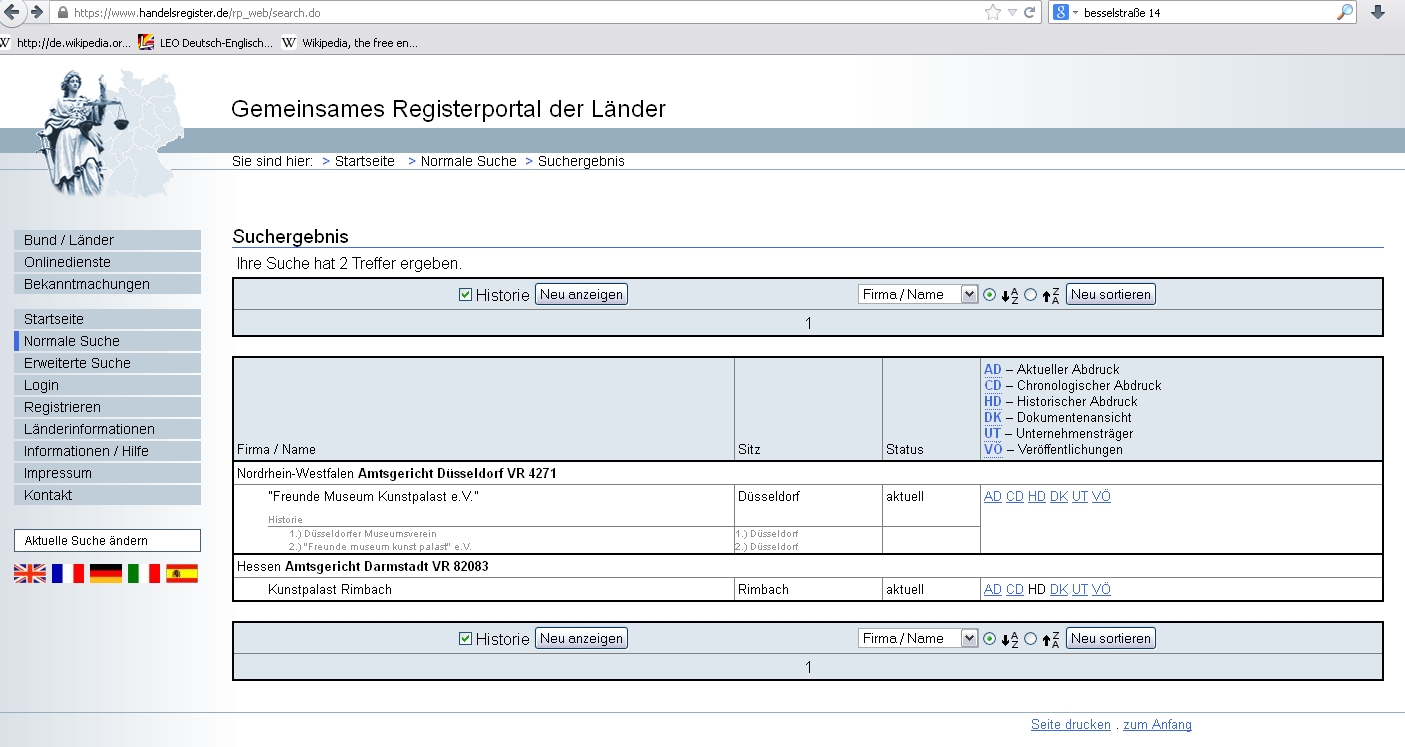 https://www.handelsregister.de/rp_web/search.do
besselstraße 14
http://de.wikipedia.or... LEO Deutsch-Englisch... Wikipedia, the free en...
Gemeinsames Registerportal der Länder
Sie sind hier: > Startseite > Normale Suche > Suchergebnis
Bund / Länder
Onlinedienste
Bekanntmachungen
Startseite
Normale Suche
Erweiterte Suche
Login
Registrieren
Länderinformationen
Informationen / Hilfe
Impressum
Kontakt
Aktuelle Suche ändern
Suchergebnis
Ihre Suche hat 2 Treffer ergeben.
Historie Neu anzeigen Firma / Name A Z Z A Neu sortieren
1
AD – Aktueller Abdruck
CD – Chronologischer Abdruck
HD – Historischer Abdruck
DK – Dokumentenansicht
UT – Unternehmensträger
VÖ – Veröffentlichungen
Firma / Name Sitz Status
Nordrhein-Westfalen Amtsgericht Düsseldorf VR 4271
"Freunde Museum Kunstpalast e.V." Düsseldorf aktuell AD CD HD DK UT VÖ
Historie
1.) Düsseldorfer Museumsverein 1.) Düsseldorf
2.) "Freunde museum kunst palast" e.V. 2.) Düsseldorf
Hessen Amtsgericht Darmstadt VR 82083
Kunstpalast Rimbach Rimbach aktuell AD CD HD DK UT VÖ
Historie Neu anzeigen Firma / Name A Z Z A Neu sortieren
1
Seite drucken . zum Anfang